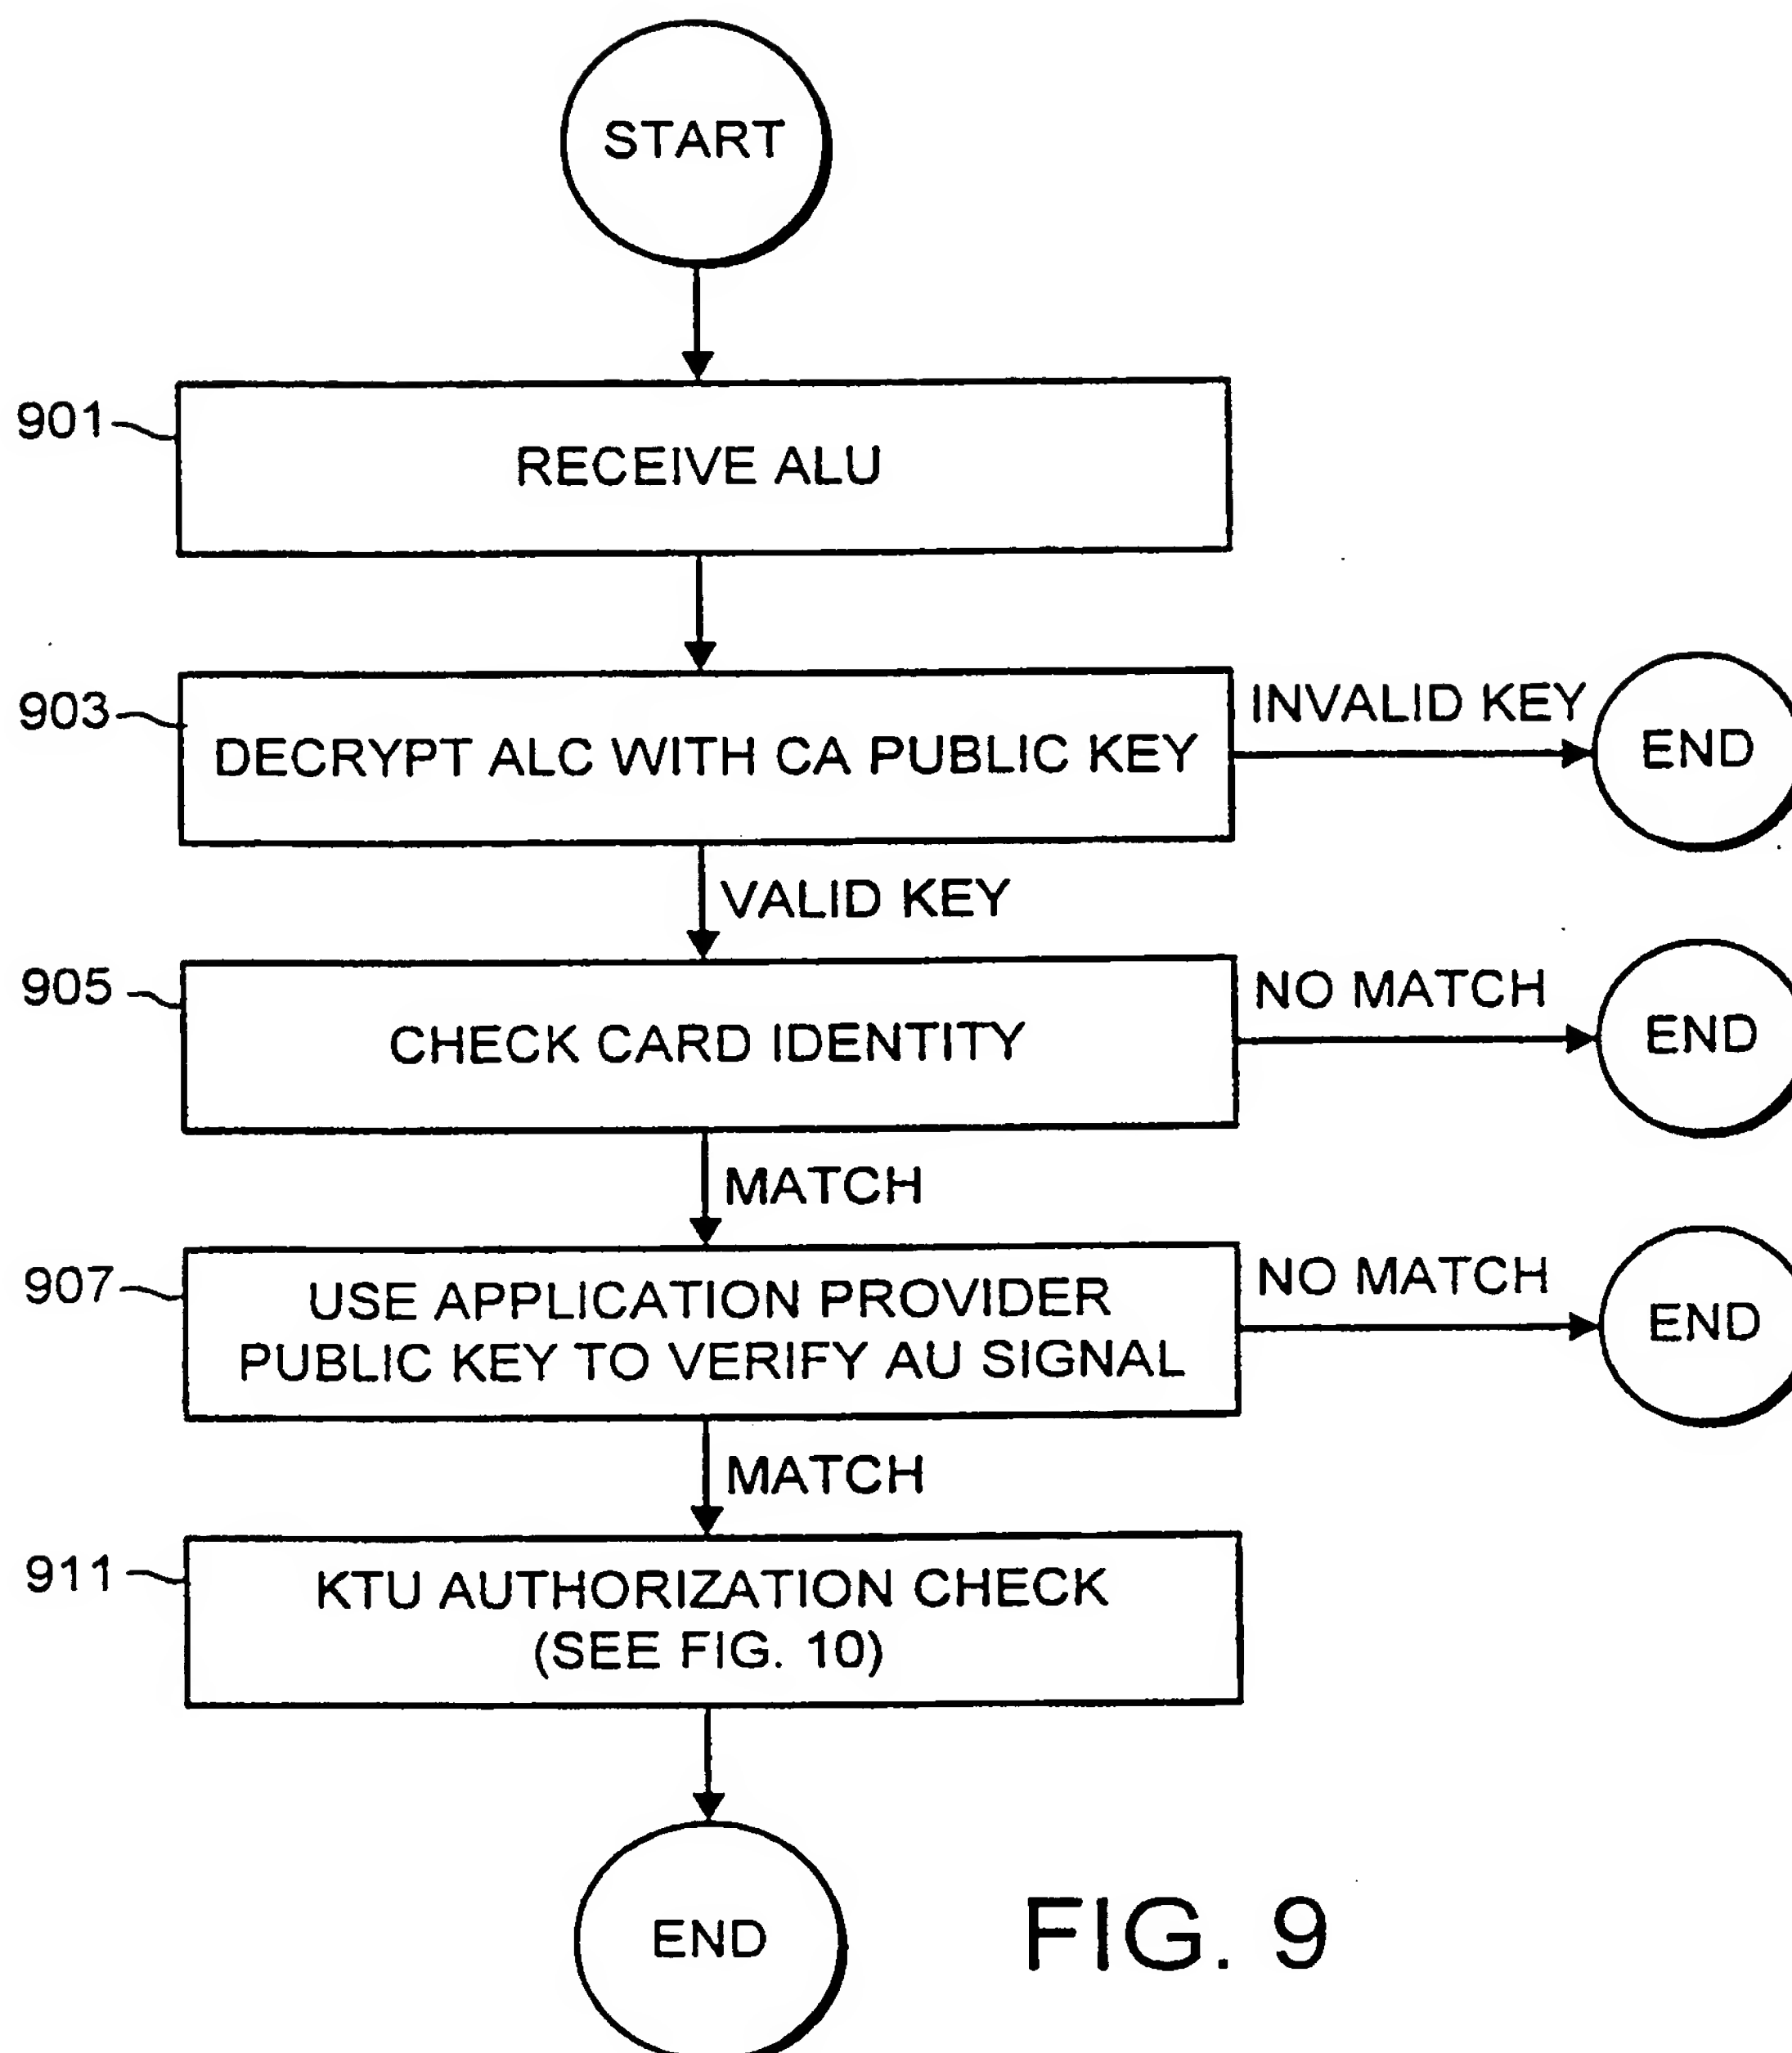 START
901
RECEIVE ALU
903
DECRYPT ALC WITH CA PUBLIC KEY
INVALID KEY
END
VALID KEY
905
CHECK CARD IDENTITY
NO MATCH
END
MATCH
907
USE APPLICATION PROVIDER
PUBLIC KEY TO VERIFY AU SIGNAL
NO MATCH
END
MATCH
911
KTU AUTHORIZATION CHECK
(SEE FIG. 10)
END
FIG. 9